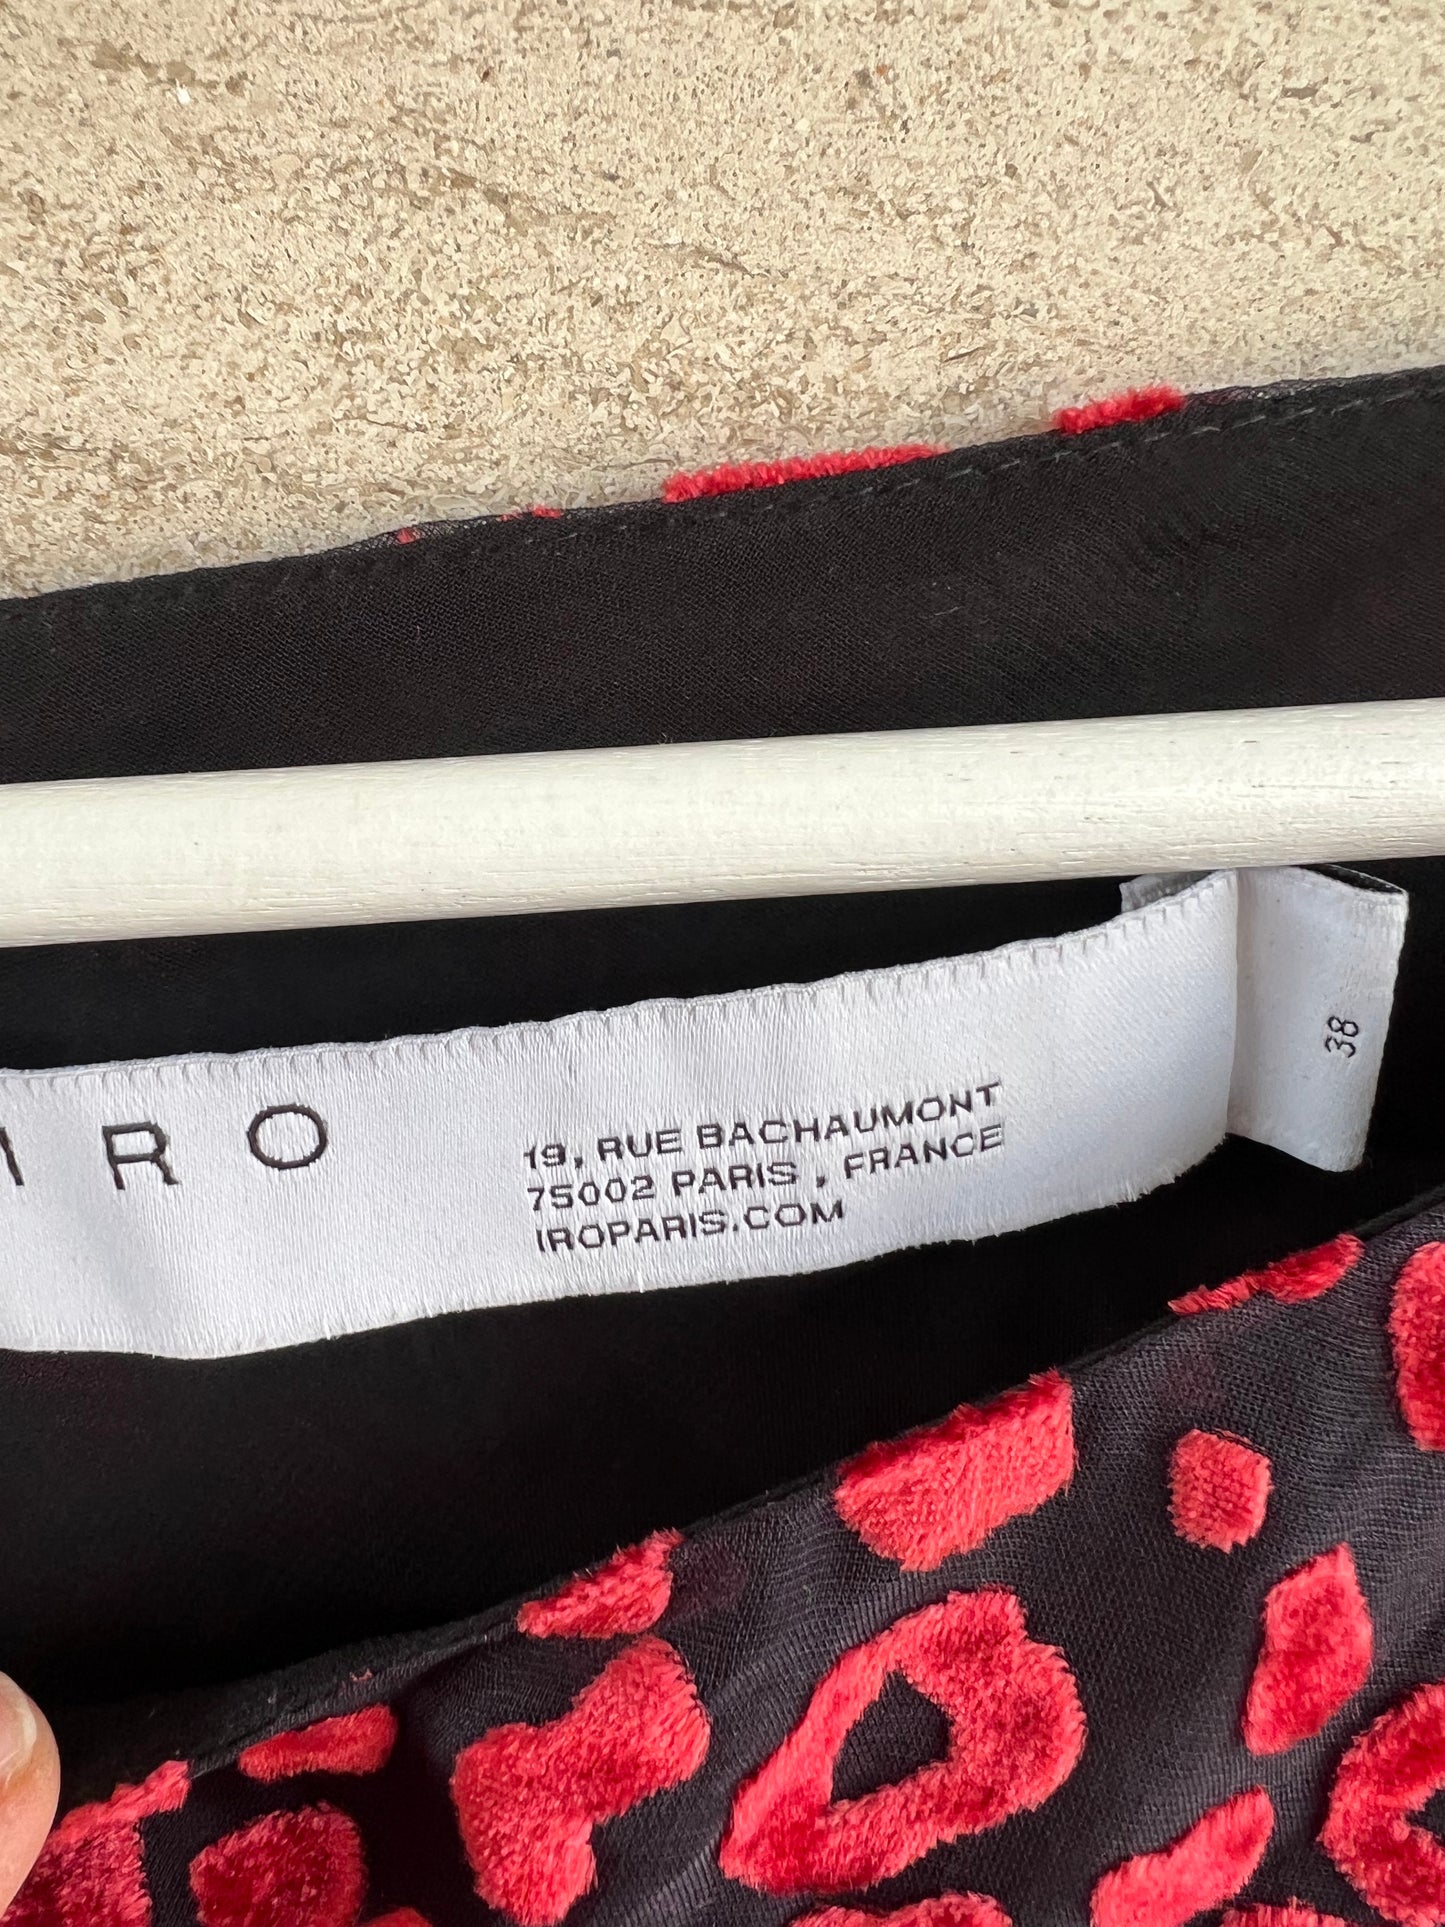 IRO
19, RUE BACHAUMONT
75002 PARIS , FRANCE
IROPARIS.COM
38